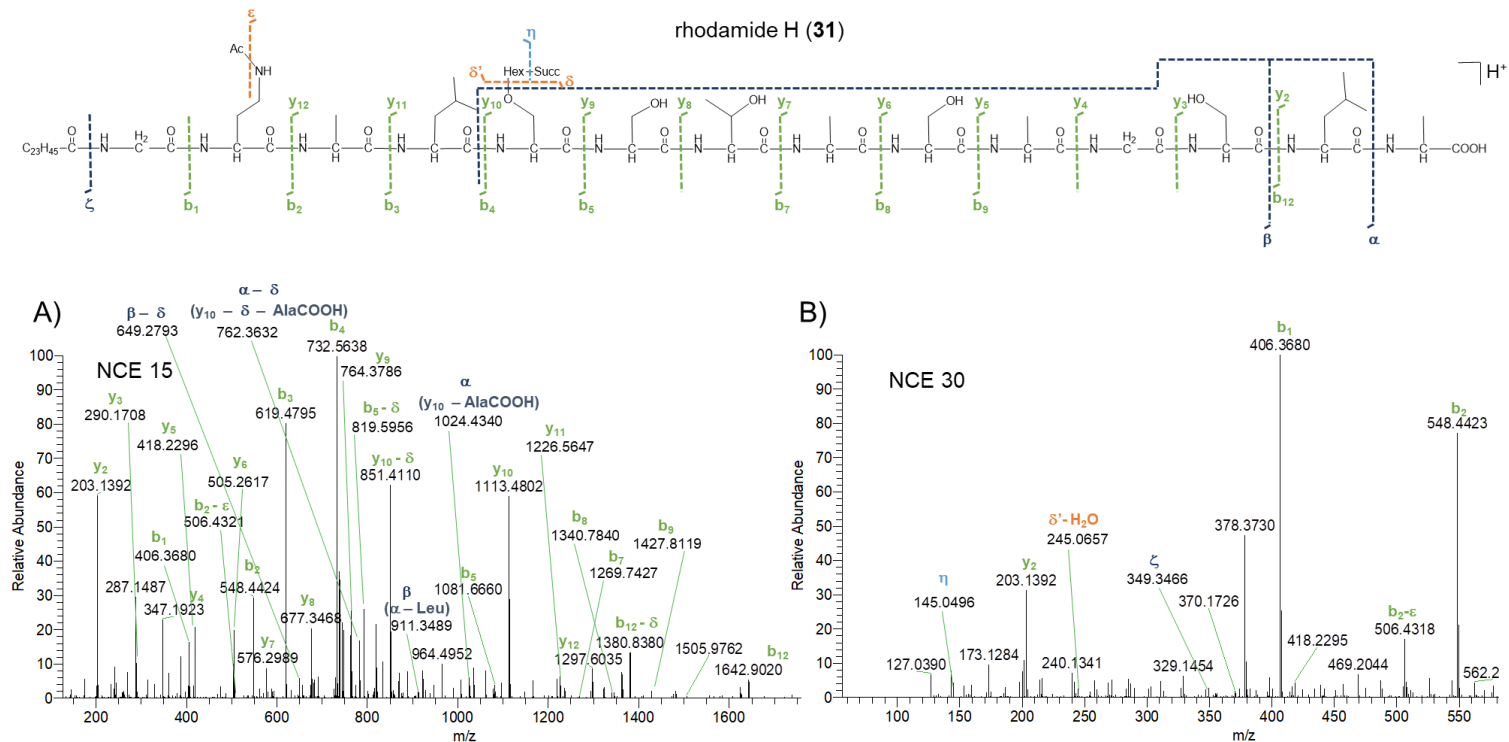 rhodamide H (31)
ε
η
Ac
NH
δ'
Hex
Succ
δ
H⁺
y₁₂
y₁₁
y₁₀
y₉
y₈
y₇
y₆
y₅
y₄
y₃
y₂
O
OH
OH
OH
HO
C₂₃H₄₅
C
N
H
H₂
C
COOH
ζ
b₁
b₂
b₃
b₄
b₅
b₇
b₈
b₉
b₁₂
β
α
A)
NCE 15
Relative Abundance
100
90
80
70
60
50
40
30
20
10
0
200
400
600
800
1000
1200
1400
1600
m/z
β – δ
649.2793
α – δ
(y₁₀ – δ – AlaCOOH)
762.3632
b₄
732.5638
y₉
764.3786
y₃
290.1708
b₃
619.4795
b₅ - δ
819.5956
α
(y₁₀ – AlaCOOH)
1024.4340
y₅
418.2296
y₁₁
1226.5647
y₂
203.1392
y₆
505.2617
y₁₀ - δ
851.4110
y₁₀
1113.4802
b₂ - ε
506.4321
b₈
1340.7840
b₉
1427.8119
b₁
406.3680
b₂
548.4424
b₇
1269.7427
287.1487
347.1923
y₄
y₈
677.3468
β
(α – Leu)
911.3489
b₅
1081.6660
y₇
576.2989
964.4952
y₁₂
1297.6035
b₁₂ - δ
1380.8380
1505.9762
b₁₂
1642.9020
B)
NCE 30
Relative Abundance
100
90
80
70
60
50
40
30
20
10
0
100
150
200
250
300
350
400
450
500
550
m/z
b₁
406.3680
b₂
548.4423
378.3730
δ'- H₂O
245.0657
y₂
203.1392
ζ
349.3466
η
145.0496
370.1726
b₂-ε
506.4318
127.0390
173.1284
240.1341
329.1454
418.2295
469.2044
562.2